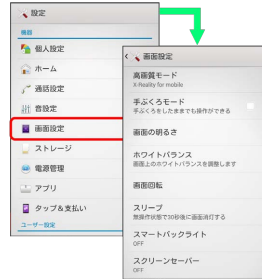 設定
機器
個人設定
ホーム
通話設定
音設定
画面設定
ストレージ
電源管理
アプリ
タップ&支払い
ユーザー設定
画面設定
高画質モード
X-Reality for mobile
手ぶくろモード
手ぶくろをしたままでも操作ができる
画面の明るさ
ホワイトバランス
画面上のホワイトバランスを調整します
画面回転
スリープ
無操作状態で30秒後に画面消灯する
スマートバックライト
OFF
スクリーンセーバー
OFF